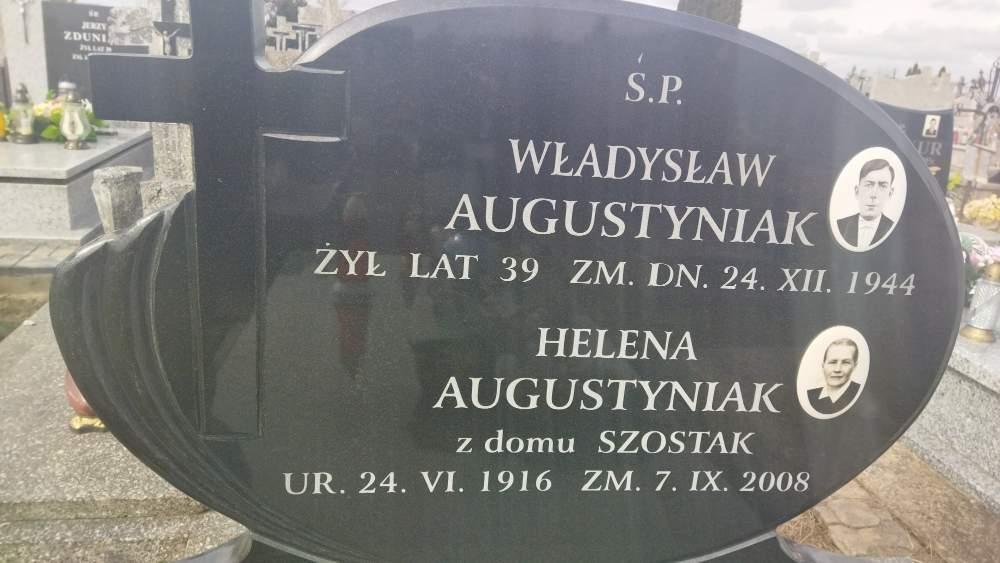 Ś.P.
WŁADYSŁAW
AUGUSTYNIAK
ŻYŁ LAT 39 ZM. DN. 24. XII. 1944
HELENA
AUGUSTYNIAK
z domu SZOSTAK
UR. 24. VI. 1916 ZM. 7. IX. 2008
JERZY